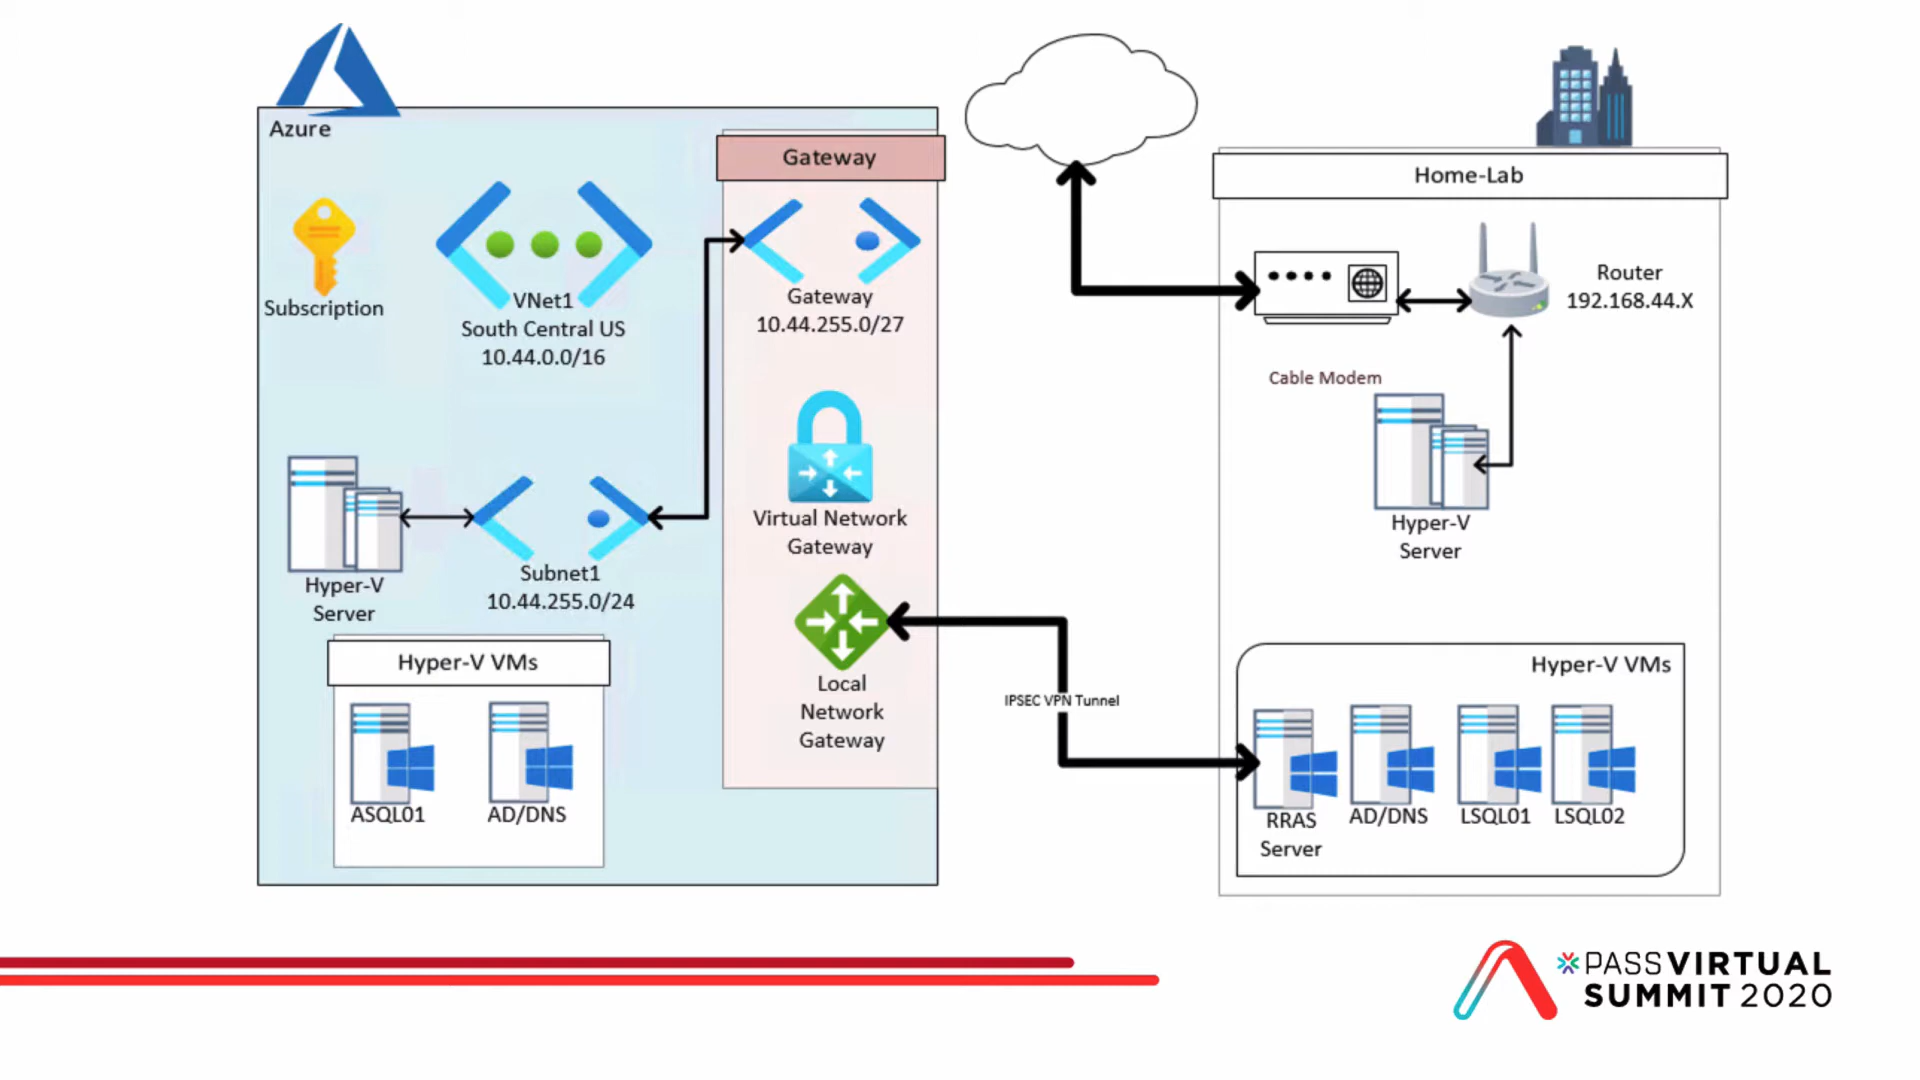 Azure
Subscription
VNet1
South Central US
10.44.0.0/16
Hyper-V
Server
Subnet1
10.44.255.0/24
Hyper-V VMs
ASQL01
AD/DNS
Gateway
Gateway
10.44.255.0/27
Virtual Network
Gateway
Local
Network
Gateway
IPSEC VPN Tunnel
Home-Lab
Router
192.168.44.X
Cable Modem
Hyper-V
Server
Hyper-V VMs
RRAS
Server
AD/DNS
LSQL01
LSQL02
PASS VIRTUAL
SUMMIT 2020